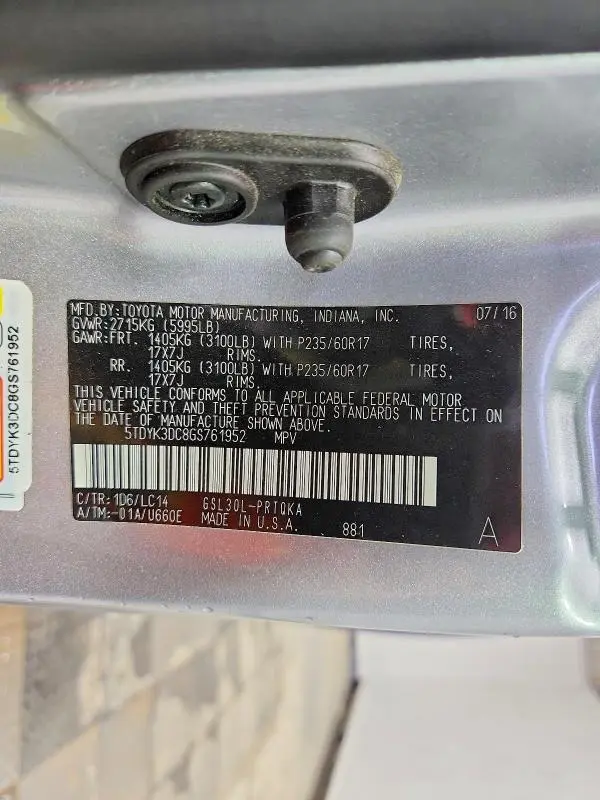 MFD.BY:TOYOTA MOTOR MANUFACTURING, INDIANA, INC. 07/16
GVWR:2715KG (5995LB)
GAWR:FRT. 1405KG (3100LB) WITH P235/60R17 TIRES,
17X7J RIMS.
RR. 1405KG (3100LB) WITH P235/60R17 TIRES,
17X7J RIMS.
THIS VEHICLE CONFORMS TO ALL APPLICABLE FEDERAL MOTOR
VEHICLE SAFETY AND THEFT PREVENTION STANDARDS IN EFFECT ON
THE DATE OF MANUFACTURE SHOWN ABOVE.
5TDYK3DC8GS761952 MPV
C/TR:1D6/LC14 GSL30L-PRTQKA
A/TM:-01A/U660E MADE IN U.S.A. 881 A
5TDYK3DC8GS761952